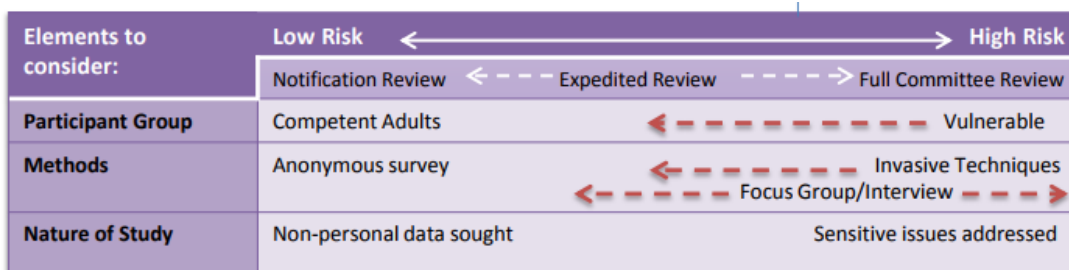 Elements to consider:
Low Risk High Risk
Notification Review Expedited Review Full Committee Review
Participant Group Competent Adults Vulnerable
Methods Anonymous survey Invasive Techniques
Focus Group/Interview
Nature of Study Non-personal data sought Sensitive issues addressed